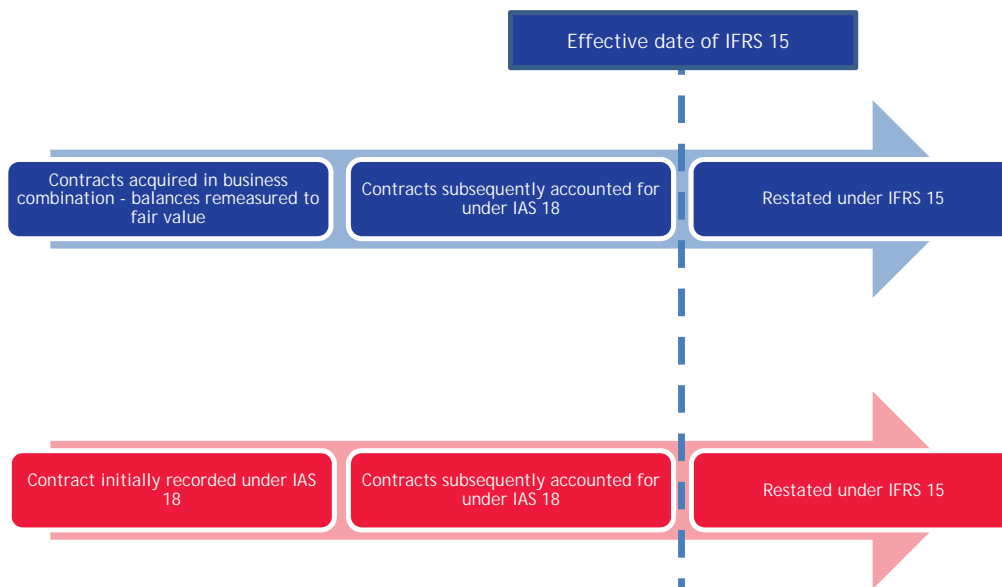 Effective date of IFRS 15
Contracts acquired in business
combination - balances remeasured to
fair value
Contracts subsequently accounted for
under IAS 18
Restated under IFRS 15
Contract initially recorded under IAS
18
Contracts subsequently accounted for
under IAS 18
Restated under IFRS 15